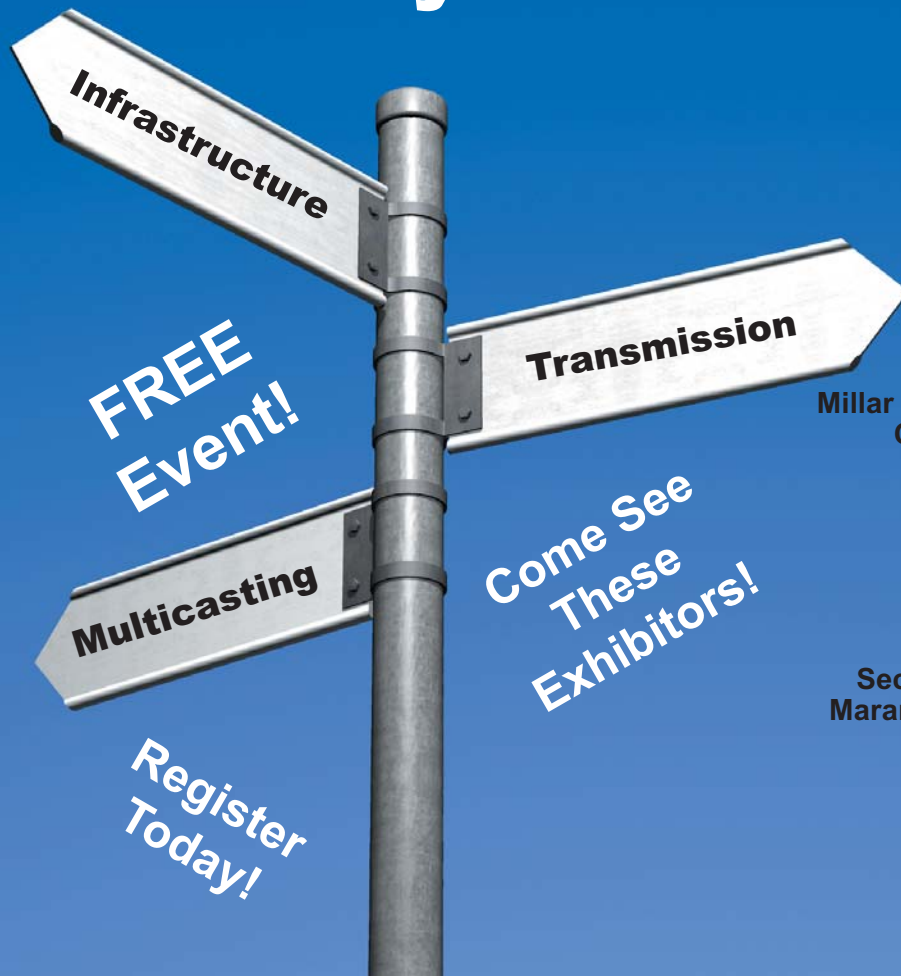 Infrastructure
Transmission
FREE
Event!
Millar
Come See
These
Exhibitors!
Multicasting
Register
Today!